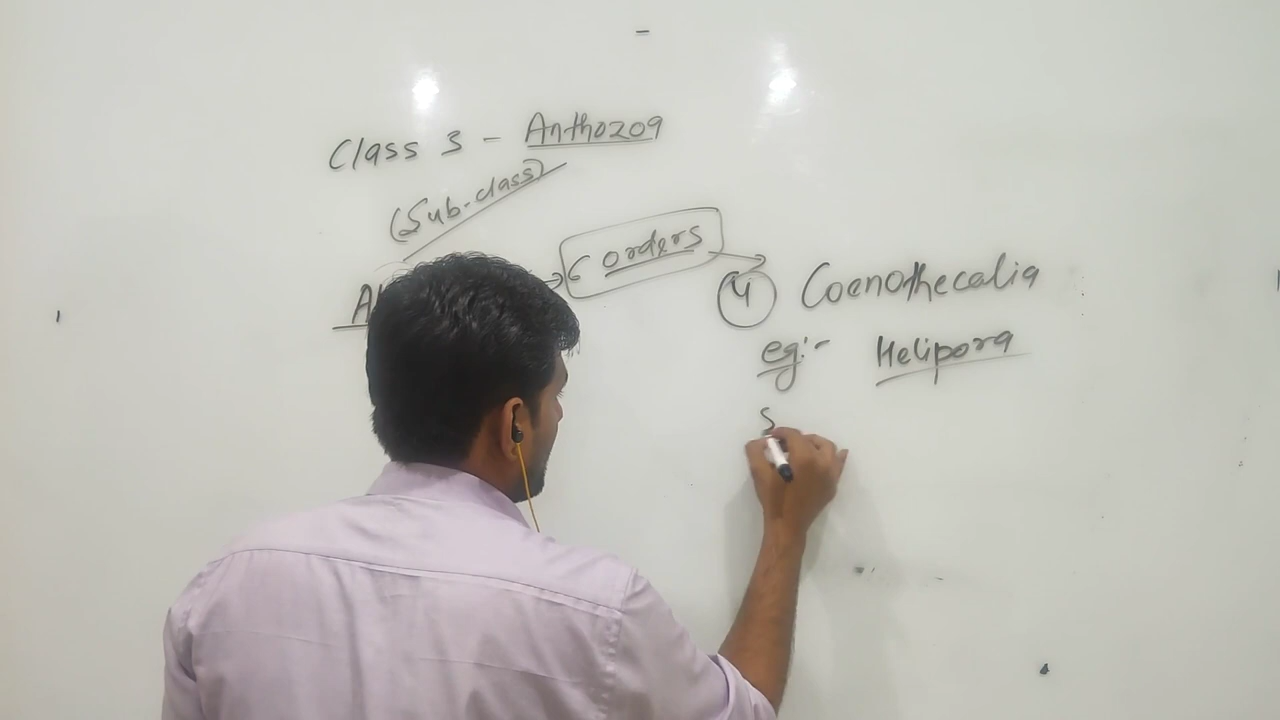 Class 3 - Anthozoa
(Sub-class)
6 orders
4 Coenothecalia
eg:- Helipora
S